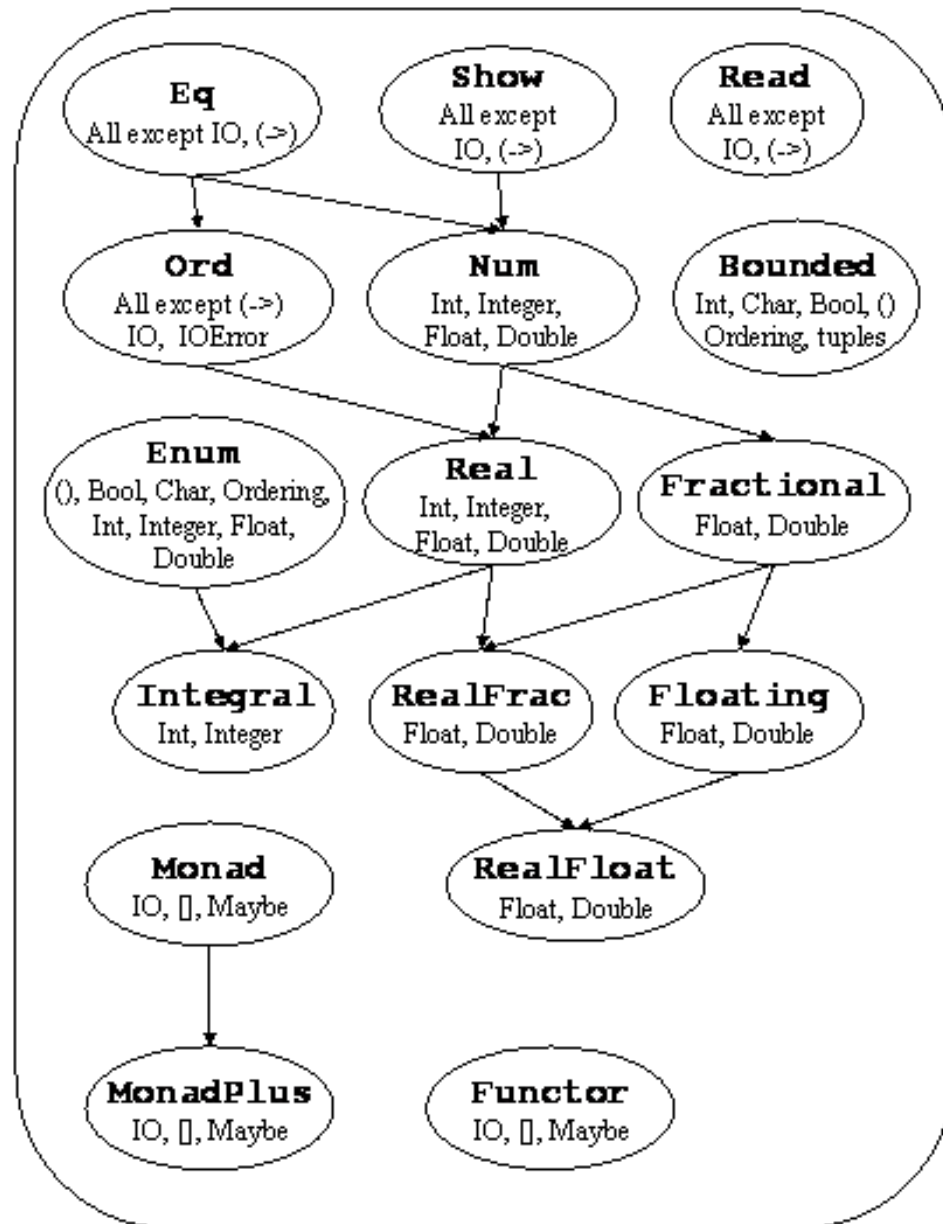 Eq
All except IO, (->)
Show
All except
IO, (->)
Read
All except
IO, (->)
Ord
All except (->)
IO, IOError
Num
Int, Integer,
Float, Double
Bounded
Int, Char, Bool, ()
Ordering, tuples
Enum
(), Bool, Char, Ordering,
Int, Integer, Float,
Double
Real
Int, Integer,
Float, Double
Fractional
Float, Double
Integral
Int, Integer
RealFrac
Float, Double
Floating
Float, Double
Monad
IO, [], Maybe
RealFloat
Float, Double
MonadPlus
IO, [], Maybe
Functor
IO, [], Maybe